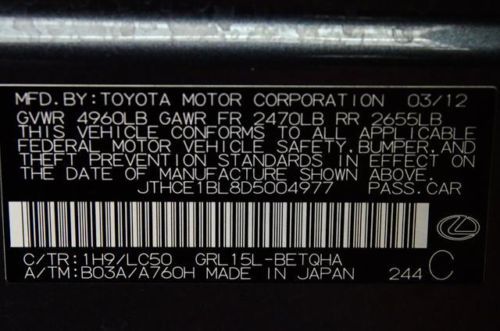 MFD.BY:TOYOTA MOTOR CORPORATION 03/12
GVWR 4960LB GAWR FR 2470LB RR 2655LB
THIS VEHICLE CONFORMS TO ALL APPLICABLE
FEDERAL MOTOR VEHICLE SAFETY,BUMPER,AND
THEFT PREVENTION STANDARDS IN EFFECT ON
THE DATE OF MANUFACTURE SHOWN ABOVE.
JTHCE1BL8D5004977 PASS.CAR
C/TR:1H9/LC50 GRL15L-BETQHA
A/TM:B03A/A760H MADE IN JAPAN 244 C